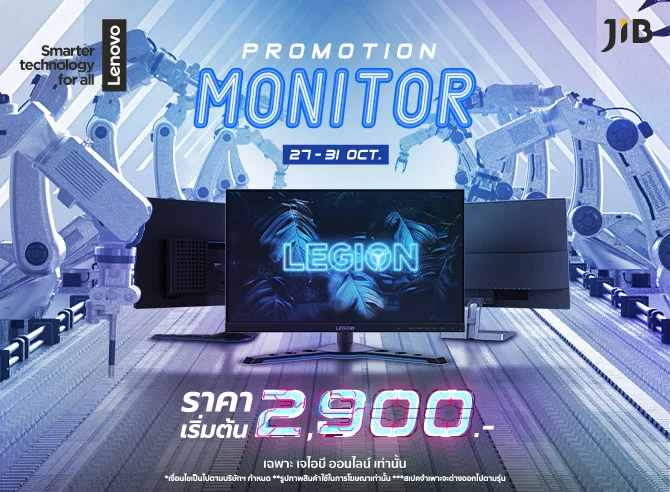 Smarter
technology
for all
Lenovo
JIB
PROMOTION
MONITOR
27-31 OCT.
LEGION
LEGION
ราคา
เริ่มต้น 2,900.-
เฉพาะ เจไอบี ออนไลน์ เท่านั้น
*เงื่อนไขเป็นไปตามบริษัทฯ กำหนด **รูปภาพสินค้าใช้ในการโฆษณาเท่านั้น ***สเปคจำเพาะจะต่างออกไปตามรุ่น